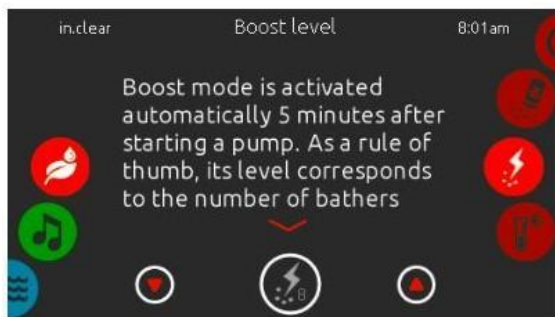 in.clear
Boost level
8:01am
Boost mode is activated
automatically 5 minutes after
starting a pump. As a rule of
thumb, its level corresponds
to the number of bathers
8